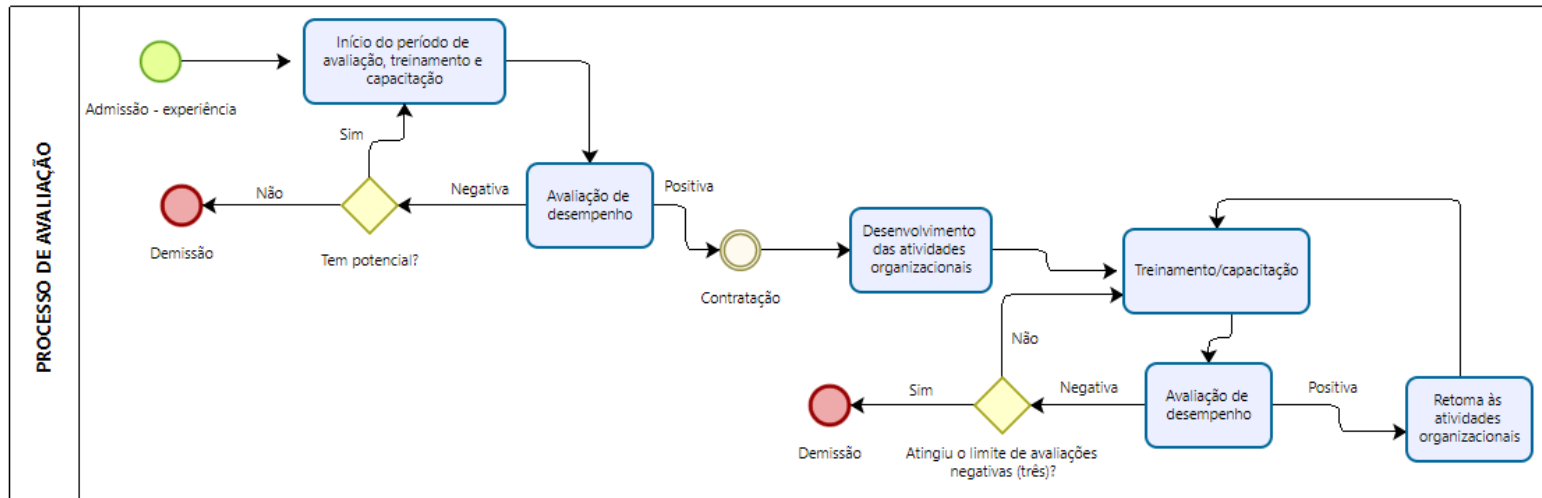 PROCESSO DE AVALIAÇÃO
Admissão - experiência
Início do período de
avaliação, treinamento e
capacitação
Sim
Não
Demissão
Tem potencial?
Negativa
Avaliação de
desempenho
Positiva
Contratação
Desenvolvimento
das atividades
organizacionais
Treinamento/capacitação
Não
Sim
Demissão
Atingiu o limite de avaliações
negativas (três)?
Negativa
Avaliação de
desempenho
Positiva
Retoma às
atividades
organizacionais